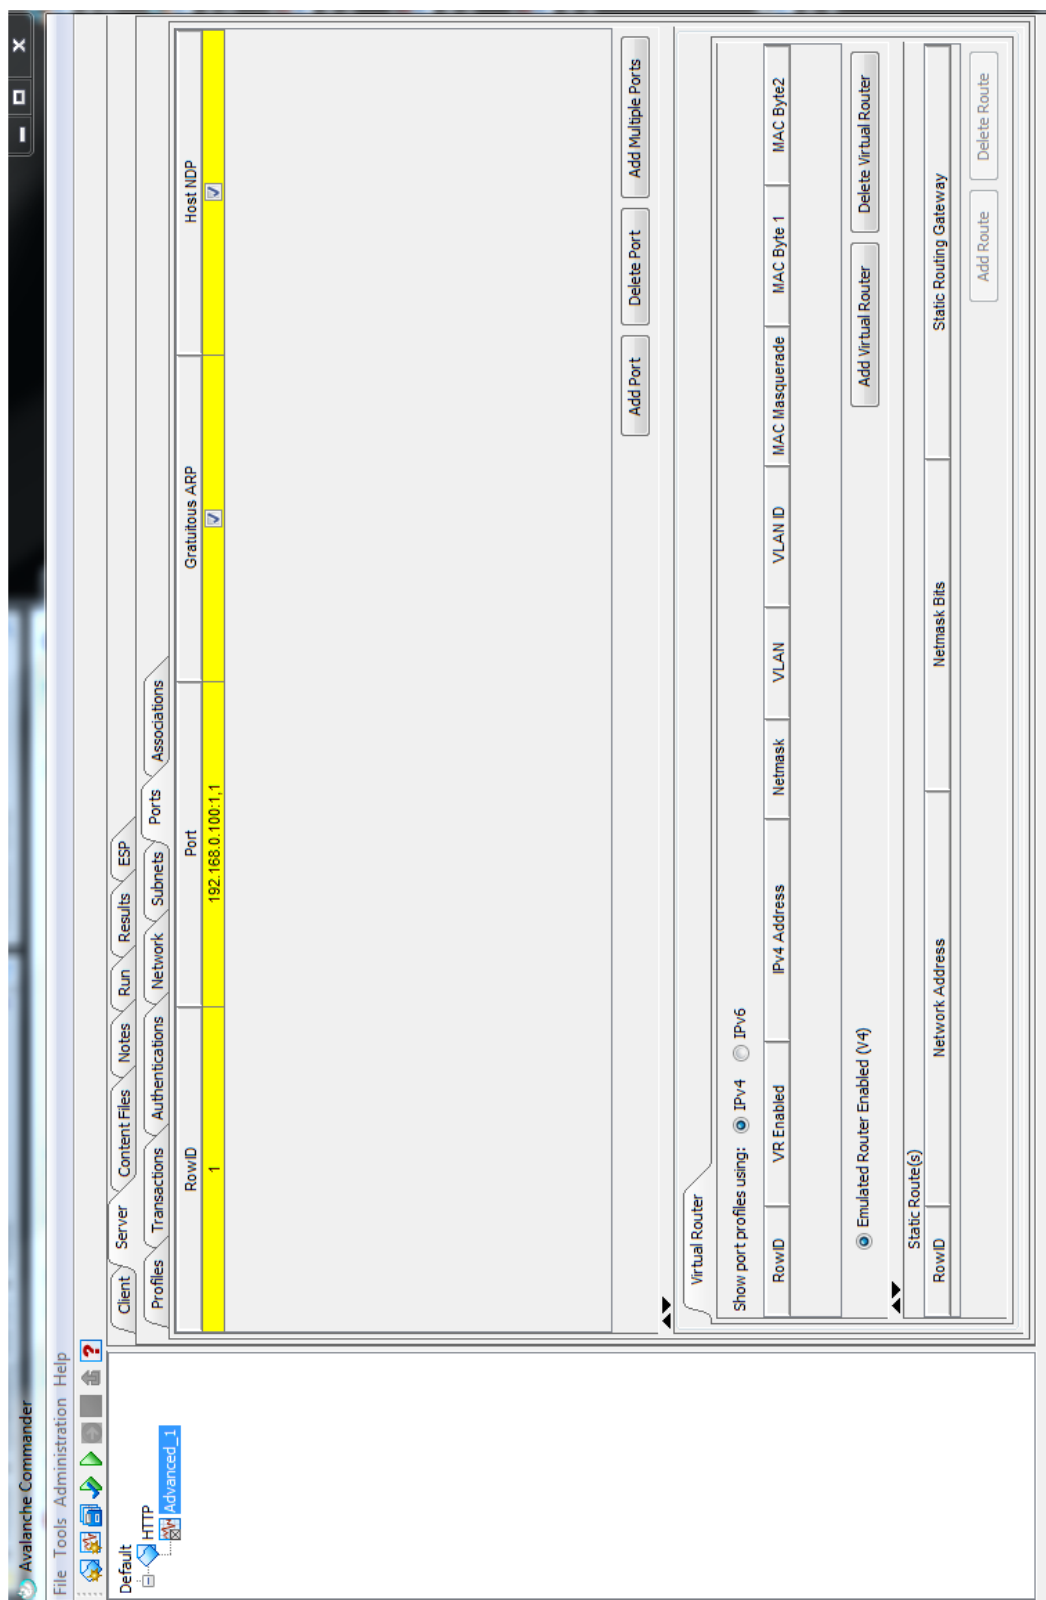 Avalanche Commander
File Tools Administration Help
Default
HTTP
Advanced_1
Client Server Content Files Notes Run Results ESP
Profiles Transactions Authentications Network Subnets Ports Associations
RowID Port Gratuitous ARP Host NDP
1 192.168.0.100:1,1
Add Port Delete Port Add Multiple Ports
Virtual Router
Show port profiles using: IPv4 IPv6
RowID VR Enabled IPv4 Address Netmask VLAN VLAN ID MAC Masquerade MAC Byte 1 MAC Byte2
Emulated Router Enabled (V4) Add Virtual Router Delete Virtual Router
Static Route(s)
RowID Network Address Netmask Bits Static Routing Gateway
Add Route Delete Route